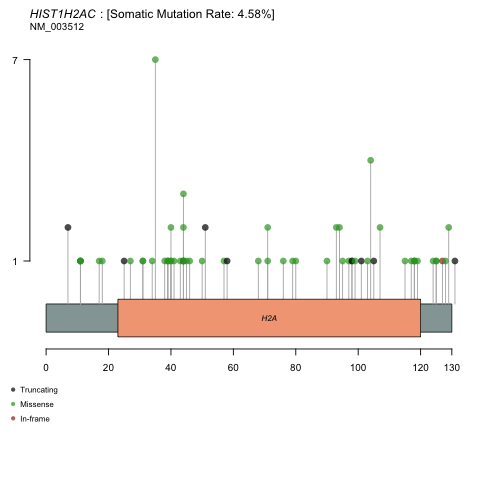 HIST1H2AC : [Somatic Mutation Rate: 4.58%]
NM_003512
7
1
H2A
0 20 40 60 80 100 120 130
Truncating
Missense
In-frame